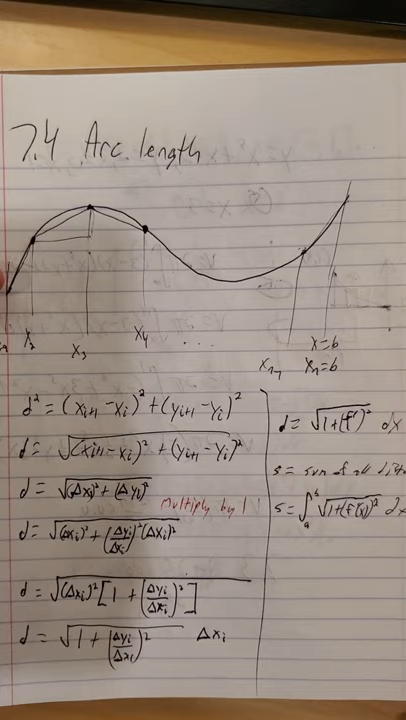 7.4 Arc length
x₂ x₃ x₄ xₙ₋₁ xₙ=b
x=b
d² = (xᵢ₊₁ - xᵢ)² + (yᵢ₊₁ - yᵢ)²
d = √((xᵢ₊₁ - xᵢ)² + (yᵢ₊₁ - yᵢ)²)
d = √((Δxᵢ)² + (Δyᵢ)²)
multiply by 1
d = √((Δxᵢ)² + (Δyᵢ/Δxᵢ)²(Δxᵢ)²)
d = √((Δxᵢ)²[1 + (Δyᵢ/Δxᵢ)²])
d = √(1 + (Δyᵢ/Δxᵢ)²) Δxᵢ
d = √(1+(f')²) dx
s = sum of all
s = ∫ₐᵇ √(1+(f'(x))²) dx